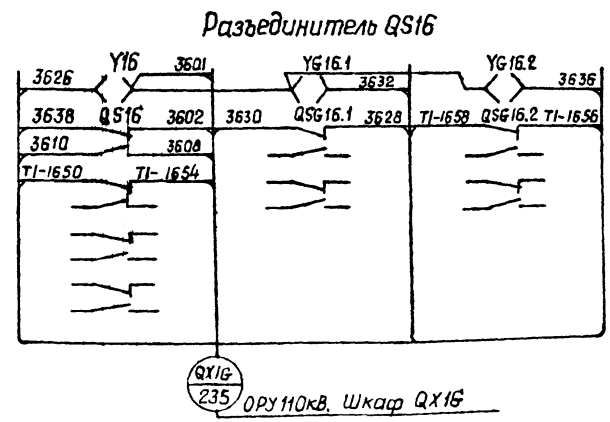 Разъединитель QS16
Y16 3601 YG16.1 YG16.2
3626 3632 3636
QS16 QSG16.1 QSG16.2
3638 3602 3630 3628 TI-1658 TI-1656
3610 3608
TI-1650 TI-1654
QX1G
235
ОРУ 110кв. Шкаф QX1G